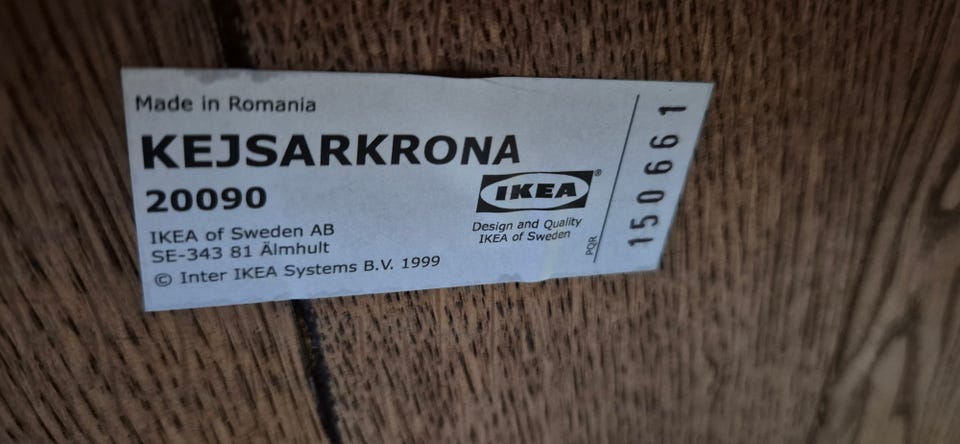 Made in Romania
KEJSARKRONA
20090
IKEA of Sweden AB
SE-343 81 Älmhult
© Inter IKEA Systems B.V. 1999
IKEA®
Design and Quality
IKEA of Sweden
PQR
150661